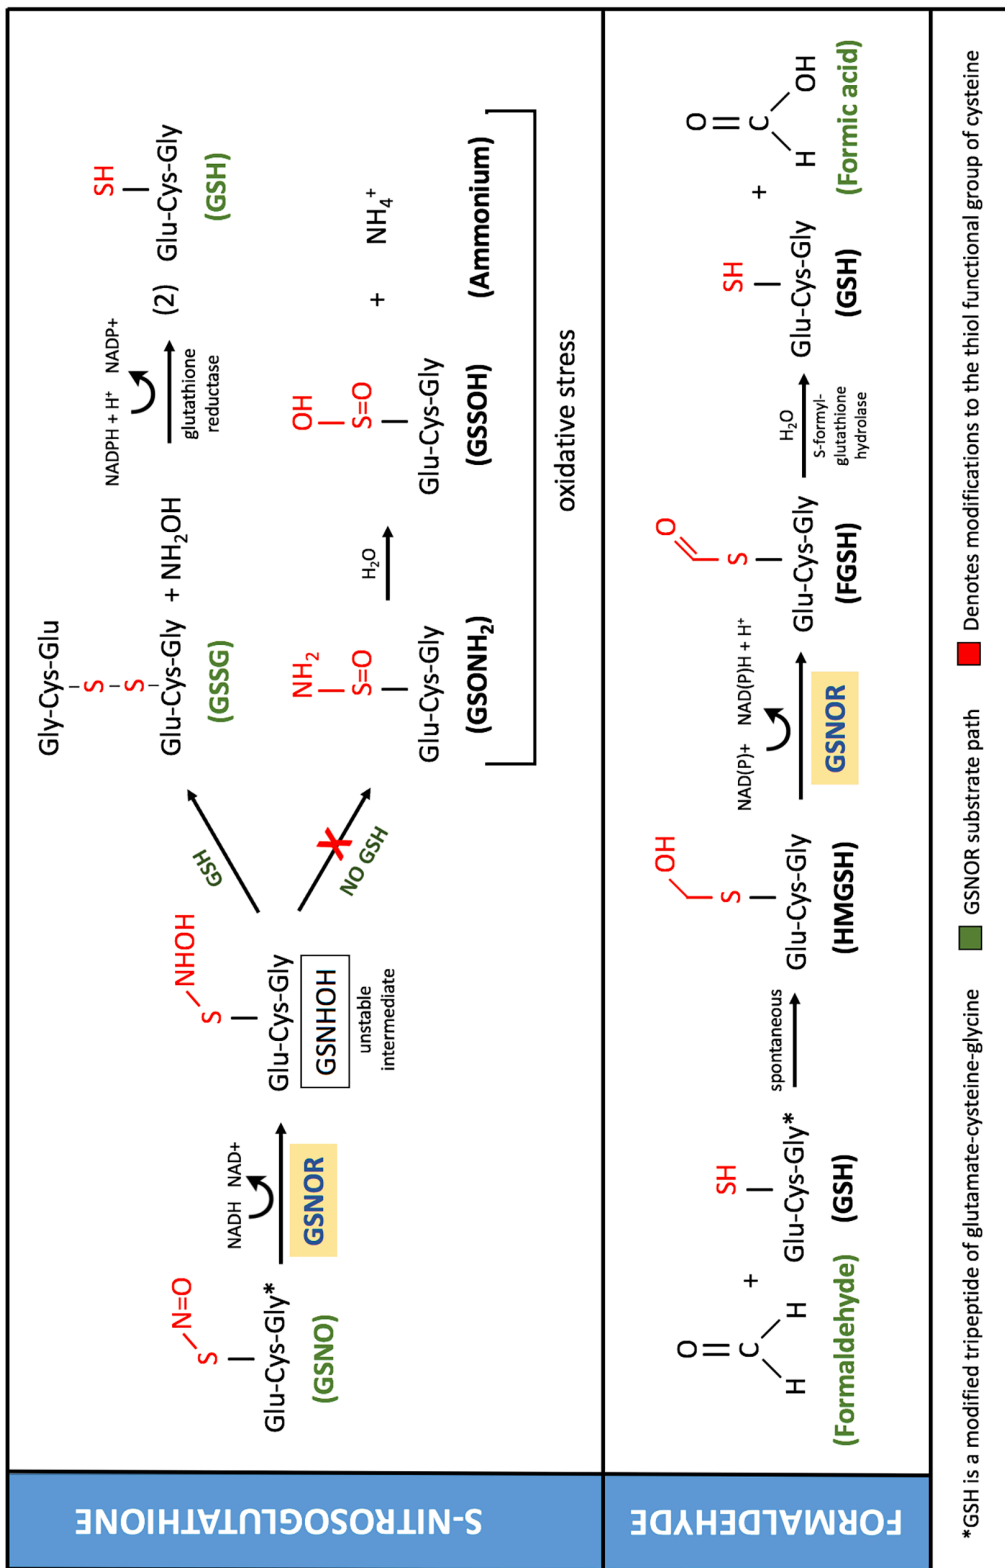 S-NITROSOGLUTATHIONE
S-N=O
Glu-Cys-Gly*
(GSNO)
NADH NAD+
GSNOR
S-NHOH
Glu-Cys-Gly
GSNHOH
unstable
intermediate
GSH
NO GSH
Gly-Cys-Glu
S
S
Glu-Cys-Gly + NH₂OH
(GSSG)
NADPH + H⁺ NADP+
glutathione
reductase
SH
(2) Glu-Cys-Gly
(GSH)
NH₂
S=O
Glu-Cys-Gly
(GSONH₂)
H₂O
OH
S=O
Glu-Cys-Gly
(GSSOH)
+ NH₄⁺
(Ammonium)
oxidative stress
FORMALDEHYDE
O
C
H H
(Formaldehyde)
+
SH
Glu-Cys-Gly*
(GSH)
spontaneous
OH
S
Glu-Cys-Gly
(HMGSH)
NAD(P)+ NAD(P)H + H⁺
GSNOR
O
S
Glu-Cys-Gly
(FGSH)
H₂O
S-formyl-
glutathione
hydrolase
SH
Glu-Cys-Gly
(GSH)
+
O
C
H OH
(Formic acid)
*GSH is a modified tripeptide of glutamate-cysteine-glycine
GSNOR substrate path
Denotes modifications to the thiol functional group of cysteine